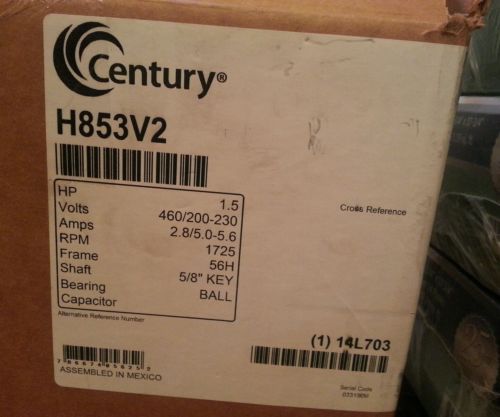 Century®
H853V2
HP 1.5
Volts 460/200-230
Amps 2.8/5.0-5.6
RPM 1725
Frame 56H
Shaft 5/8" KEY
Bearing BALL
Capacitor
Cross Reference
Alternative Reference Number
(1) 14L703
ASSEMBLED IN MEXICO
Serial Code